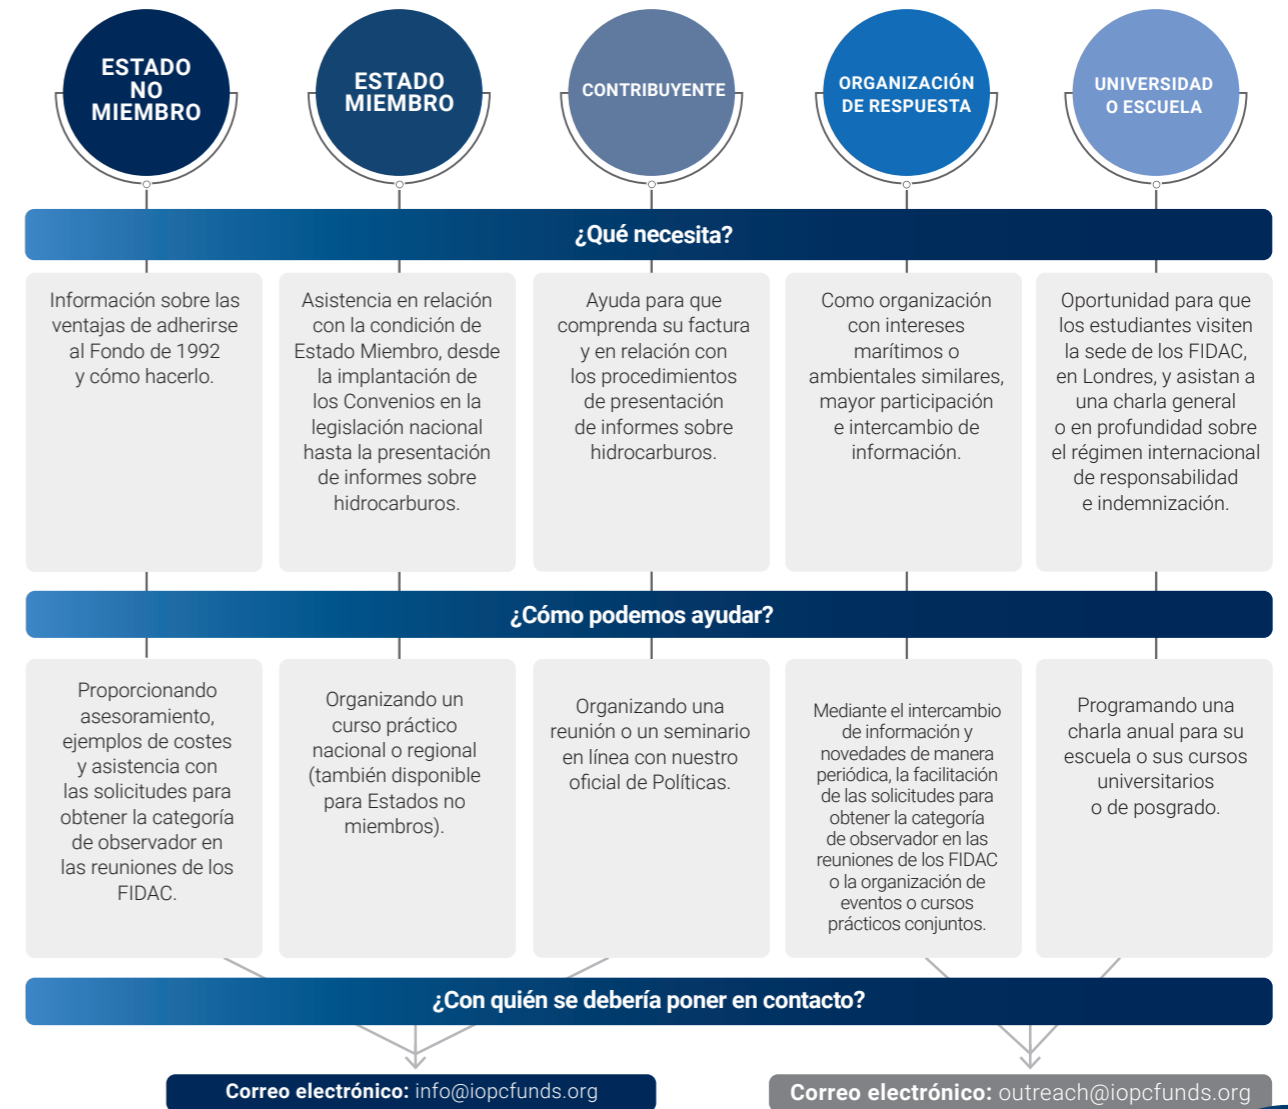 ESTADO
NO
MIEMBRO
ESTADO
MIEMBRO
CONTRIBUYENTE
ORGANIZACIÓN
DE RESPUESTA
UNIVERSIDAD
O ESCUELA
¿Qué necesita?
Información sobre las
ventajas de adherirse
al Fondo de 1992
y cómo hacerlo.
Asistencia en relación
con la condición de
Estado Miembro, desde
la implantación de
los Convenios en la
legislación nacional
hasta la presentación
de informes sobre
hidrocarburos.
Ayuda para que
comprenda su factura
y en relación con
los procedimientos
de presentación
de informes sobre
hidrocarburos.
Como organización
con intereses
marítimos o
ambientales similares,
mayor participación
e intercambio de
información.
Oportunidad para que
los estudiantes visiten
la sede de los FIDAC,
en Londres, y asistan a
una charla general
o en profundidad sobre
el régimen internacional
de responsabilidad
e indemnización.
¿Cómo podemos ayudar?
Proporcionando
asesoramiento,
ejemplos de costes
y asistencia con
las solicitudes para
obtener la categoría
de observador en
las reuniones de los
FIDAC.
Organizando un
curso práctico
nacional o regional
(también disponible
para Estados no
miembros).
Organizando una
reunión o un seminario
en línea con nuestro
oficial de Políticas.
Mediante el intercambio
de información y
novedades de manera
periódica, la facilitación
de las solicitudes para
obtener la categoría
de observador en las
reuniones de los FIDAC
o la organización de
eventos o cursos
prácticos conjuntos.
Programando una
charla anual para su
escuela o sus cursos
universitarios
o de posgrado.
¿Con quién se debería poner en contacto?
Correo electrónico: info@iopcfunds.org
Correo electrónico: outreach@iopcfunds.org